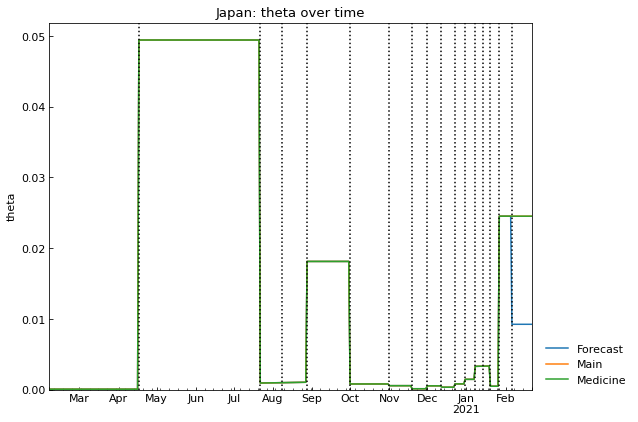 Japan: theta over time
0.05
0.04
0.03
0.02
0.01
0.00
theta
Mar Apr May Jun Jul Aug Sep Oct Nov Dec Jan Feb
2021
Forecast
Main
Medicine